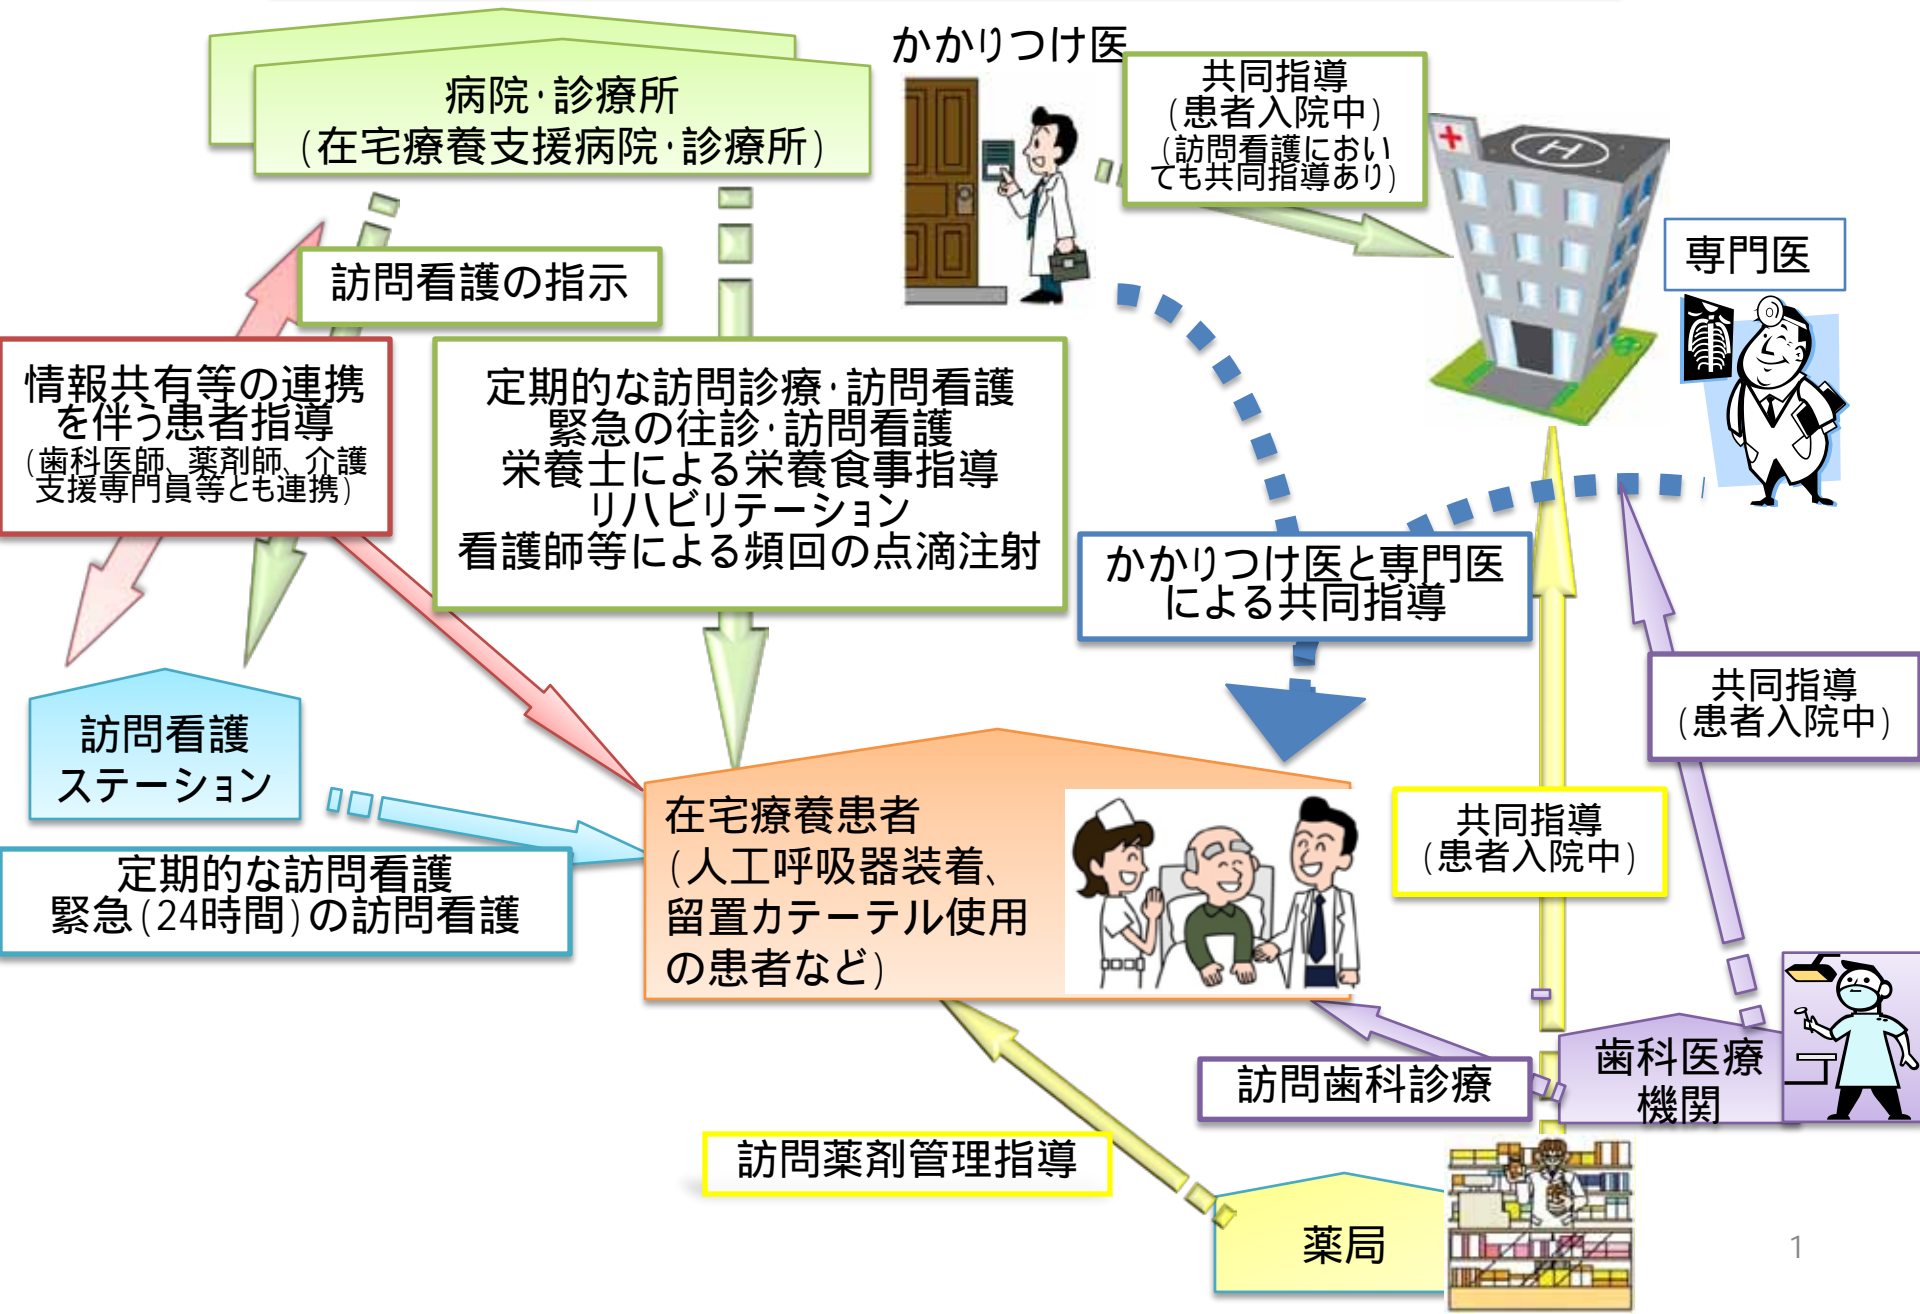 かかりつけ医
病院・診療所
(在宅療養支援病院・診療所)
共同指導
(患者入院中)
(訪問看護におい
ても共同指導あり)
専門医
訪問看護の指示
情報共有等の連携
を伴う患者指導
(歯科医師、薬剤師、介護
支援専門員等とも連携)
定期的な訪問診療・訪問看護
緊急の往診・訪問看護
栄養士による栄養食事指導
リハビリテーション
看護師等による頻回の点滴注射
かかりつけ医と専門医
による共同指導
共同指導
(患者入院中)
訪問看護
ステーション
共同指導
(患者入院中)
定期的な訪問看護
緊急(24時間)の訪問看護
在宅療養患者
(人工呼吸器装着、
留置カテーテル使用
の患者など)
歯科医療
機関
訪問歯科診療
訪問薬剤管理指導
薬局
H
1